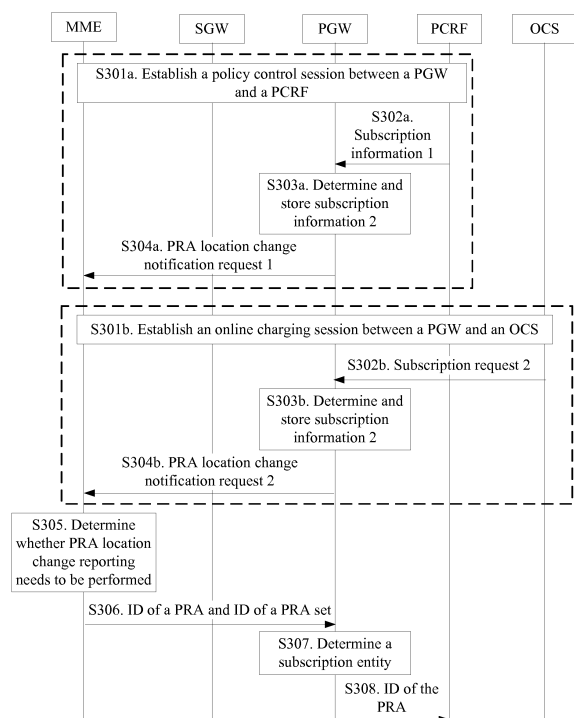 MME SGW PGW PCRF OCS
S301a. Establish a policy control session between a PGW
and a PCRF
S302a.
Subscription
information 1
S303a. Determine and
store subscription
information 2
S304a. PRA location change
notification request 1
S301b. Establish an online charging session between a PGW and an OCS
S302b. Subscription request 2
S303b. Determine and
store subscription
information 2
S304b. PRA location change
notification request 2
S305. Determine
whether PRA location
change reporting
needs to be performed
S306. ID of a PRA and ID of a PRA set
S307. Determine a
subscription entity
S308. ID of the
PRA